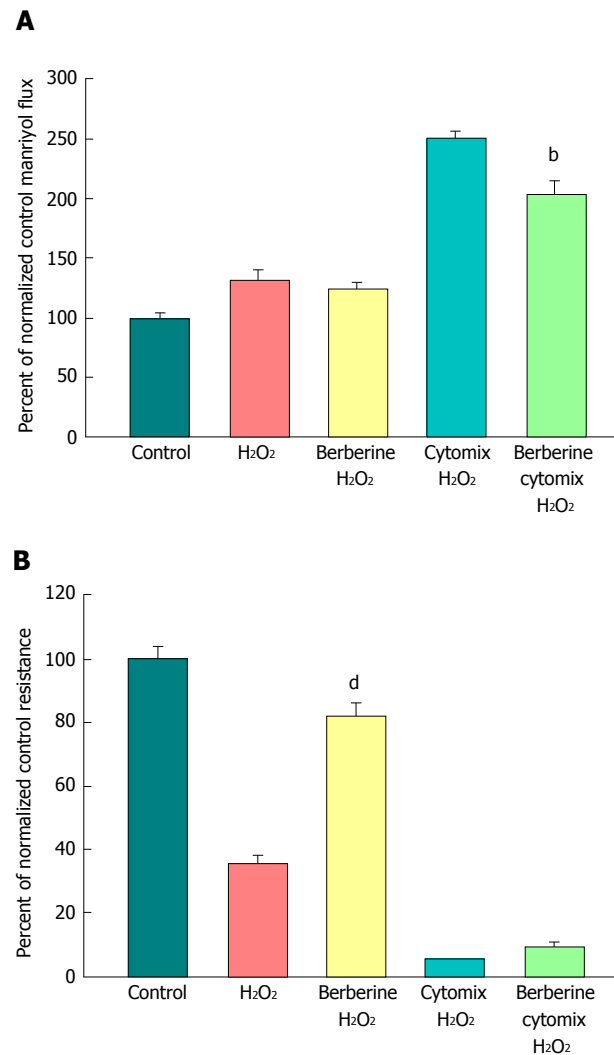 A
Percent of normalized control manriyol flux
300
250
200
150
100
50
0
b
Control
H2O2
Berberine
H2O2
Cytomix
H2O2
Berberine
cytomix
H2O2
B
Percent of normalized control resistance
120
100
80
60
40
20
0
d
Control
H2O2
Berberine
H2O2
Cytomix
H2O2
Berberine
cytomix
H2O2